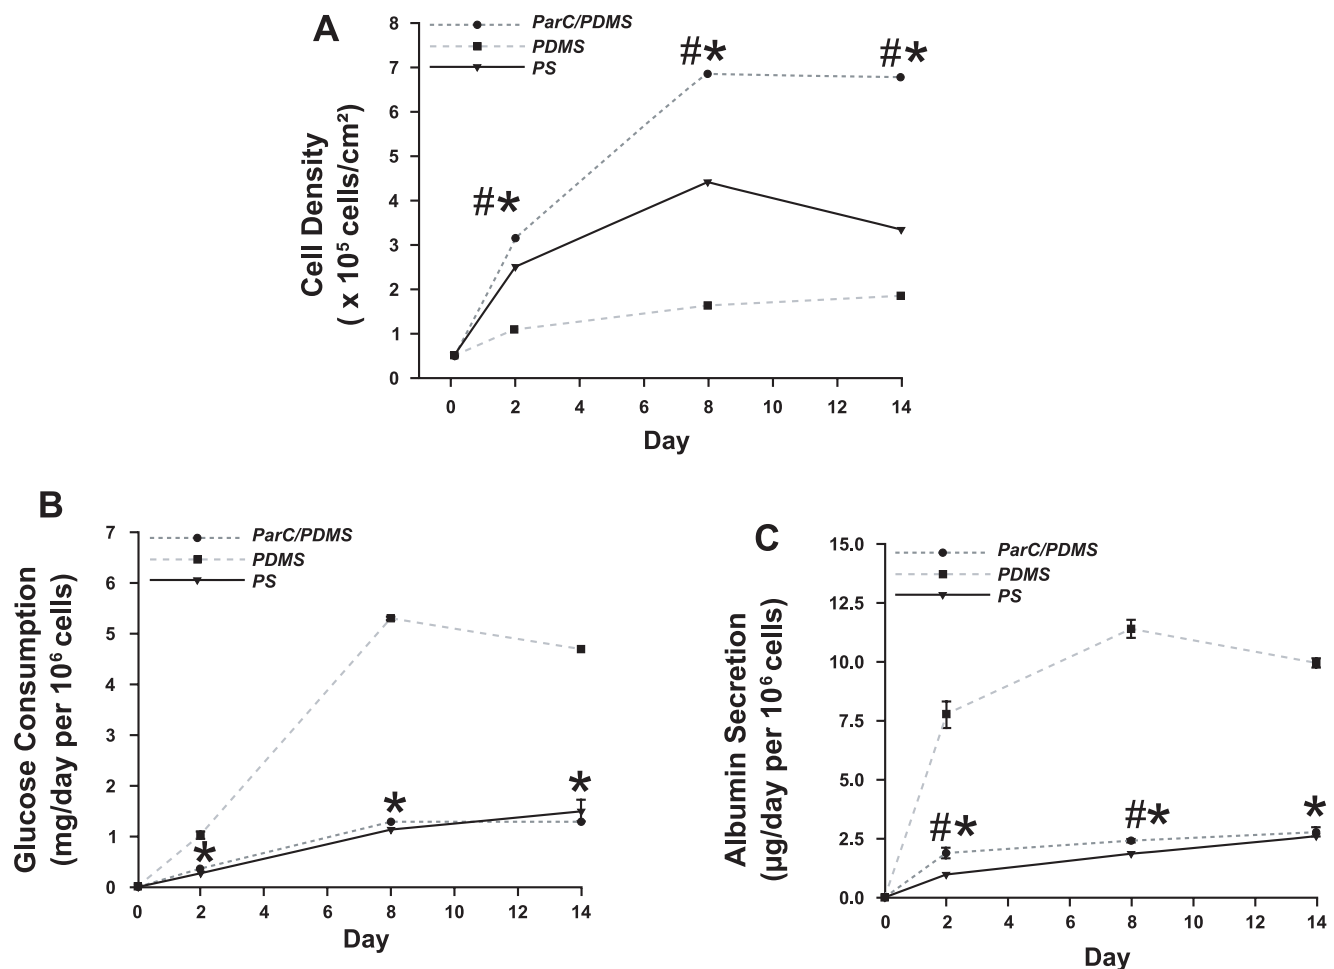 A
ParC/PDMS
PDMS
PS
8
7
6
5
4
3
2
1
0
Cell Density
( x 10⁵ cells/cm²)
#*
#*
#*
0 2 4 6 8 10 12 14
Day
B
ParC/PDMS
PDMS
PS
7
6
5
4
3
2
1
0
Glucose Consumption
(mg/day per 10⁶ cells)
*
*
*
0 2 4 6 8 10 12 14
Day
C
ParC/PDMS
PDMS
PS
15.0
12.5
10.0
7.5
5.0
2.5
0.0
Albumin Secretion
(µg/day per 10⁶ cells)
#*
#*
*
0 2 4 6 8 10 12 14
Day